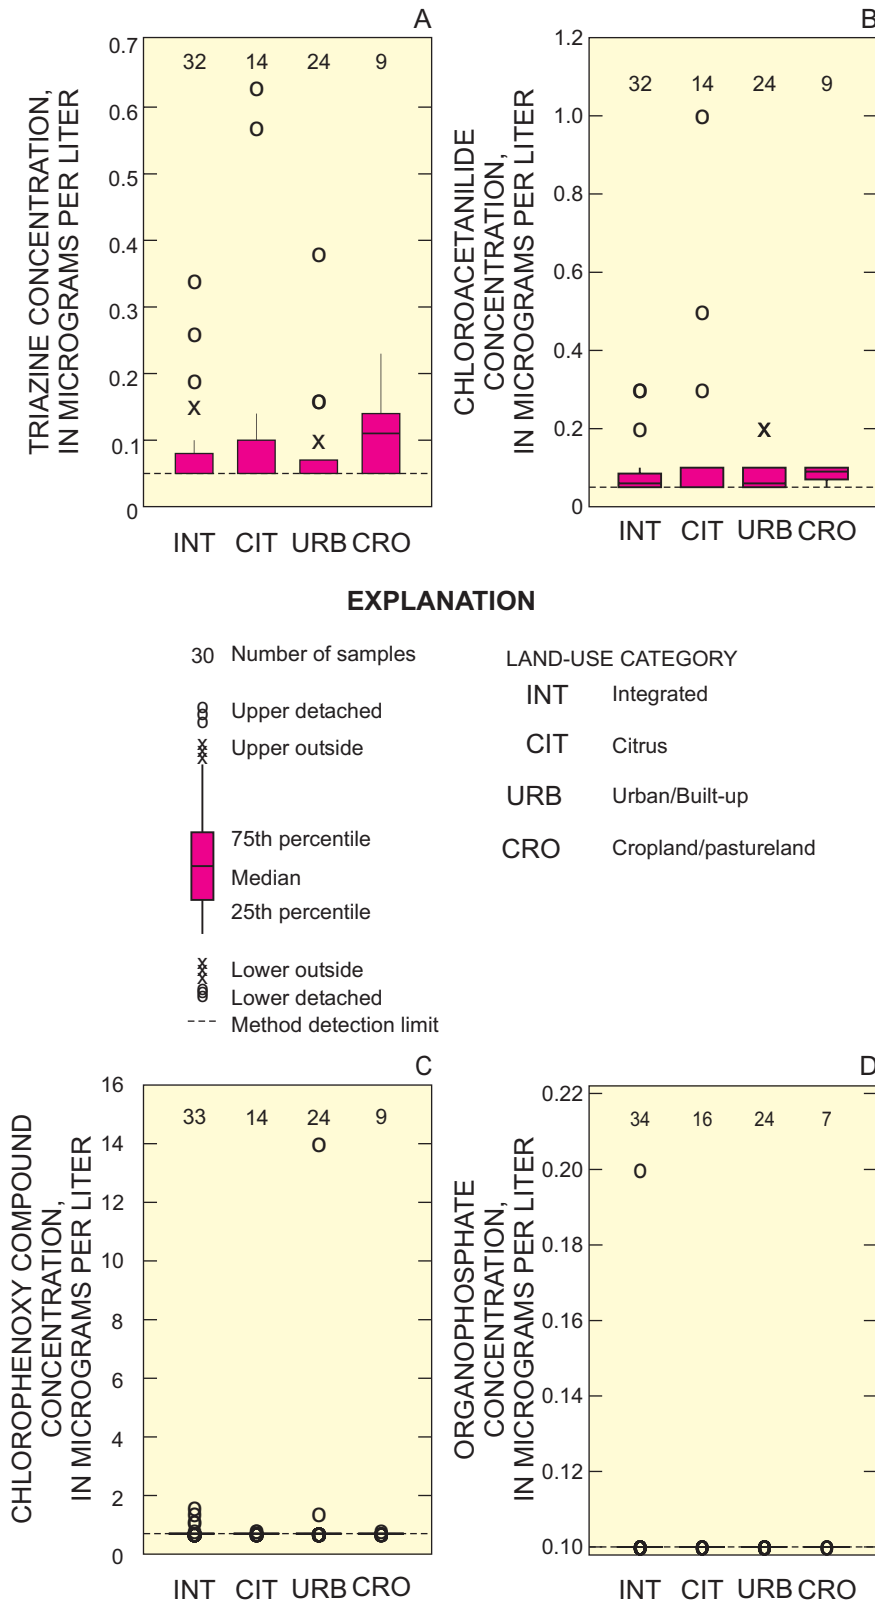 A
TRIAZINE CONCENTRATION,
IN MICROGRAMS PER LITER
0.7
0.6
0.5
0.4
0.3
0.2
0.1
0
32 14 24 9
INT CIT URB CRO
B
CHLOROACETANILIDE
CONCENTRATION,
IN MICROGRAMS PER LITER
1.2
1.0
0.8
0.6
0.4
0.2
0
32 14 24 9
INT CIT URB CRO
EXPLANATION
30 Number of samples
Upper detached
Upper outside
75th percentile
Median
25th percentile
Lower outside
Lower detached
Method detection limit
LAND-USE CATEGORY
INT Integrated
CIT Citrus
URB Urban/Built-up
CRO Cropland/pastureland
C
CHLOROPHENOXY COMPOUND
CONCENTRATION,
IN MICROGRAMS PER LITER
16
14
12
10
8
6
4
2
0
33 14 24 9
INT CIT URB CRO
D
ORGANOPHOSPHATE
CONCENTRATION,
IN MICROGRAMS PER LITER
0.22
0.20
0.18
0.16
0.14
0.12
0.10
34 16 24 7
INT CIT URB CRO